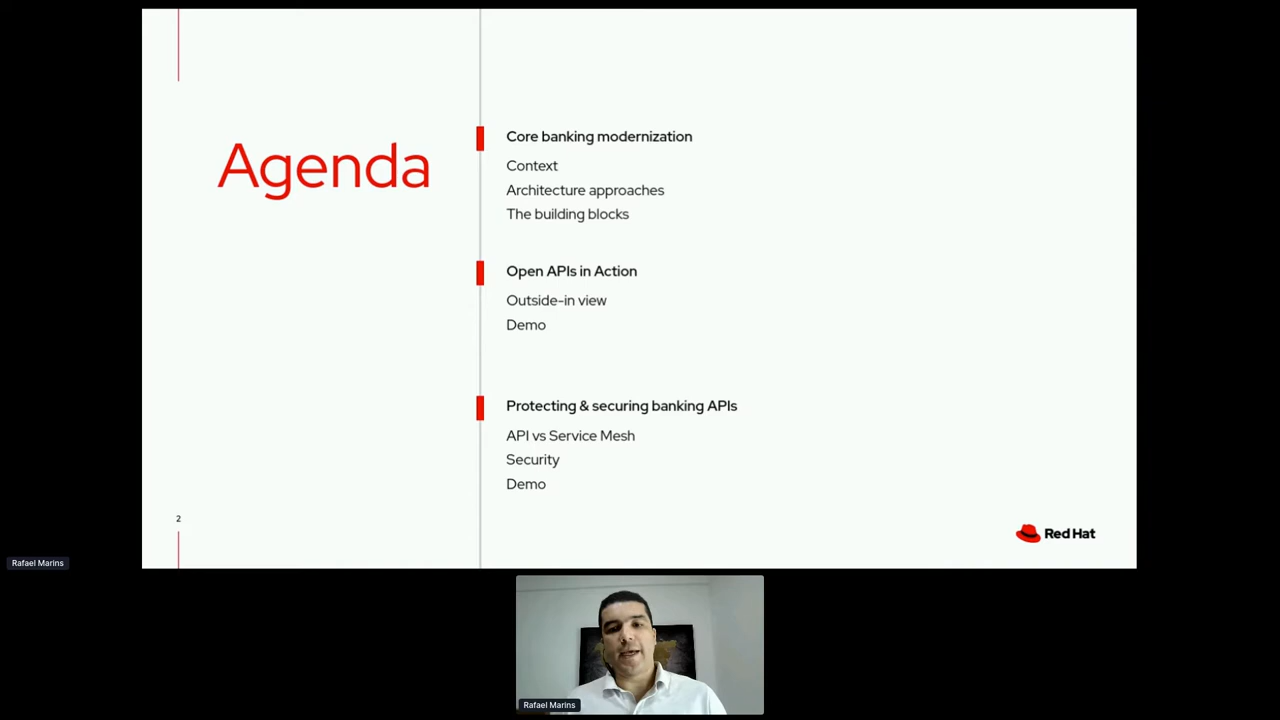 Agenda
Core banking modernization
Context
Architecture approaches
The building blocks
Open APIs in Action
Outside-in view
Demo
Protecting & securing banking APIs
API vs Service Mesh
Security
Demo
2
Red Hat
Rafael Marins
Rafael Marins